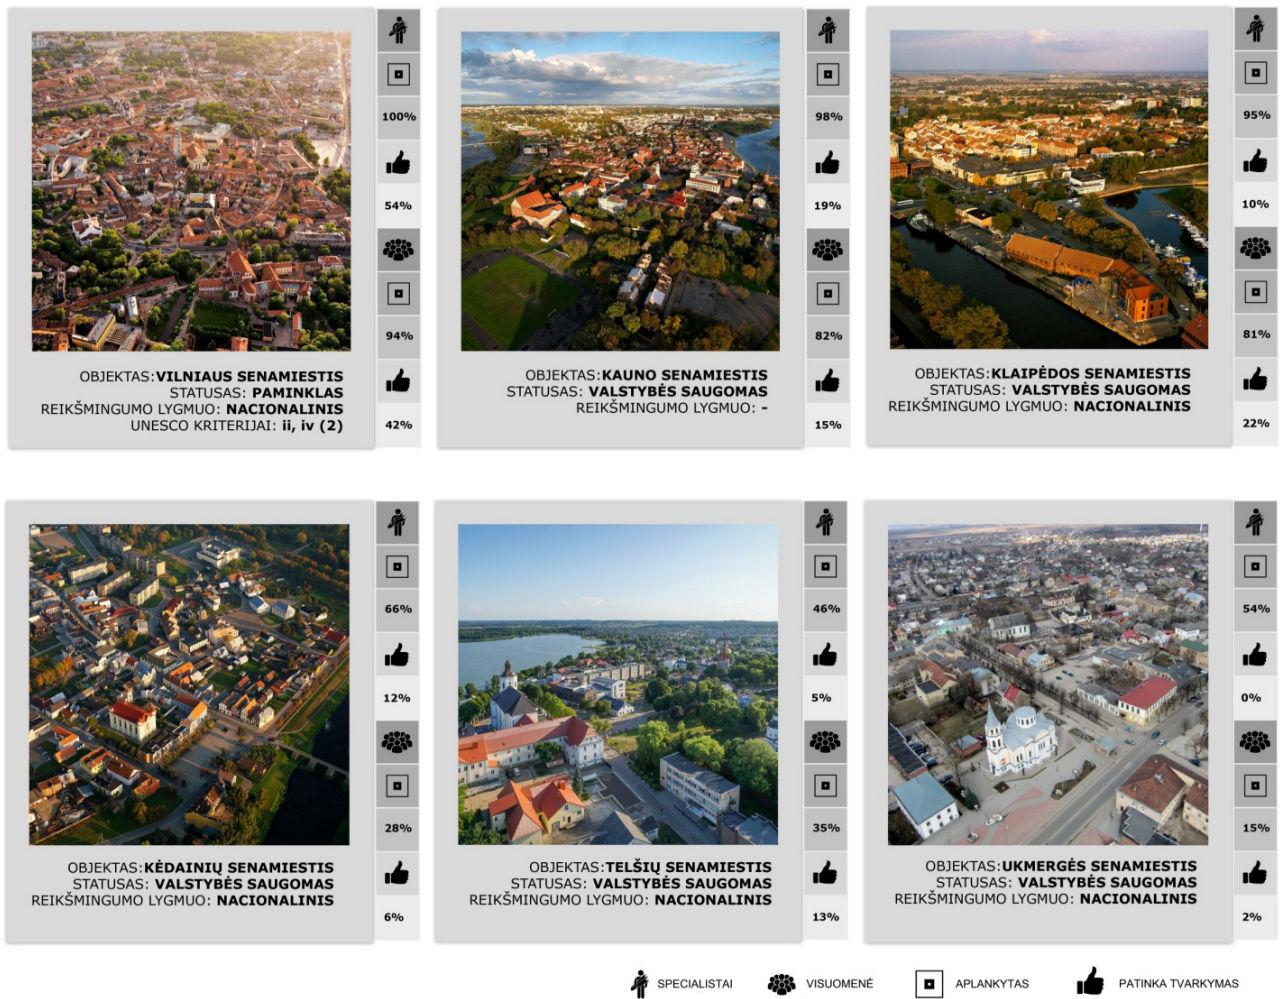 100%
54%
94%
42%
OBJEKTAS:VILNIAUS SENAMIESTIS
STATUSAS: PAMINKLAS
REIKŠMINGUMO LYGMUO: NACIONALINIS
UNESCO KRITERIJAI: ii, iv (2)
98%
19%
82%
15%
OBJEKTAS:KAUNO SENAMIESTIS
STATUSAS: VALSTYBĖS SAUGOMAS
REIKŠMINGUMO LYGMUO: -
95%
10%
81%
22%
OBJEKTAS:KLAIPĖDOS SENAMIESTIS
STATUSAS: VALSTYBĖS SAUGOMAS
REIKŠMINGUMO LYGMUO: NACIONALINIS
66%
12%
28%
6%
OBJEKTAS:KĖDAINIŲ SENAMIESTIS
STATUSAS: VALSTYBĖS SAUGOMAS
REIKŠMINGUMO LYGMUO: NACIONALINIS
46%
5%
35%
13%
OBJEKTAS:TELŠIŲ SENAMIESTIS
STATUSAS: VALSTYBĖS SAUGOMAS
REIKŠMINGUMO LYGMUO: NACIONALINIS
54%
0%
15%
2%
OBJEKTAS:UKMERGĖS SENAMIESTIS
STATUSAS: VALSTYBĖS SAUGOMAS
REIKŠMINGUMO LYGMUO: NACIONALINIS
SPECIALISTAI VISUOMENĖ APLANKYTAS PATINKA TVARKYMAS